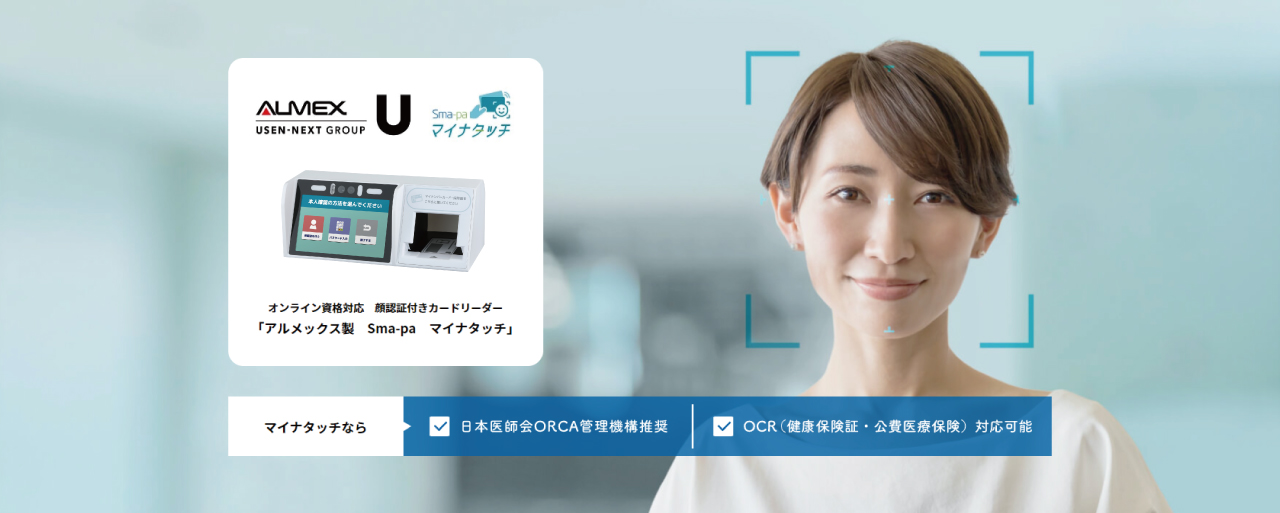 ALMEX
USEN-NEXT GROUP
U
Sma-pa
マイナタッチ
本人確認の方法を選んでください
オンライン資格対応　顔認証付きカードリーダー
「アルメックス製　Sma-pa　マイナタッチ」
マイナタッチなら
日本医師会ORCA管理機構推奨
OCR（健康保険証・公費医療保険）対応可能